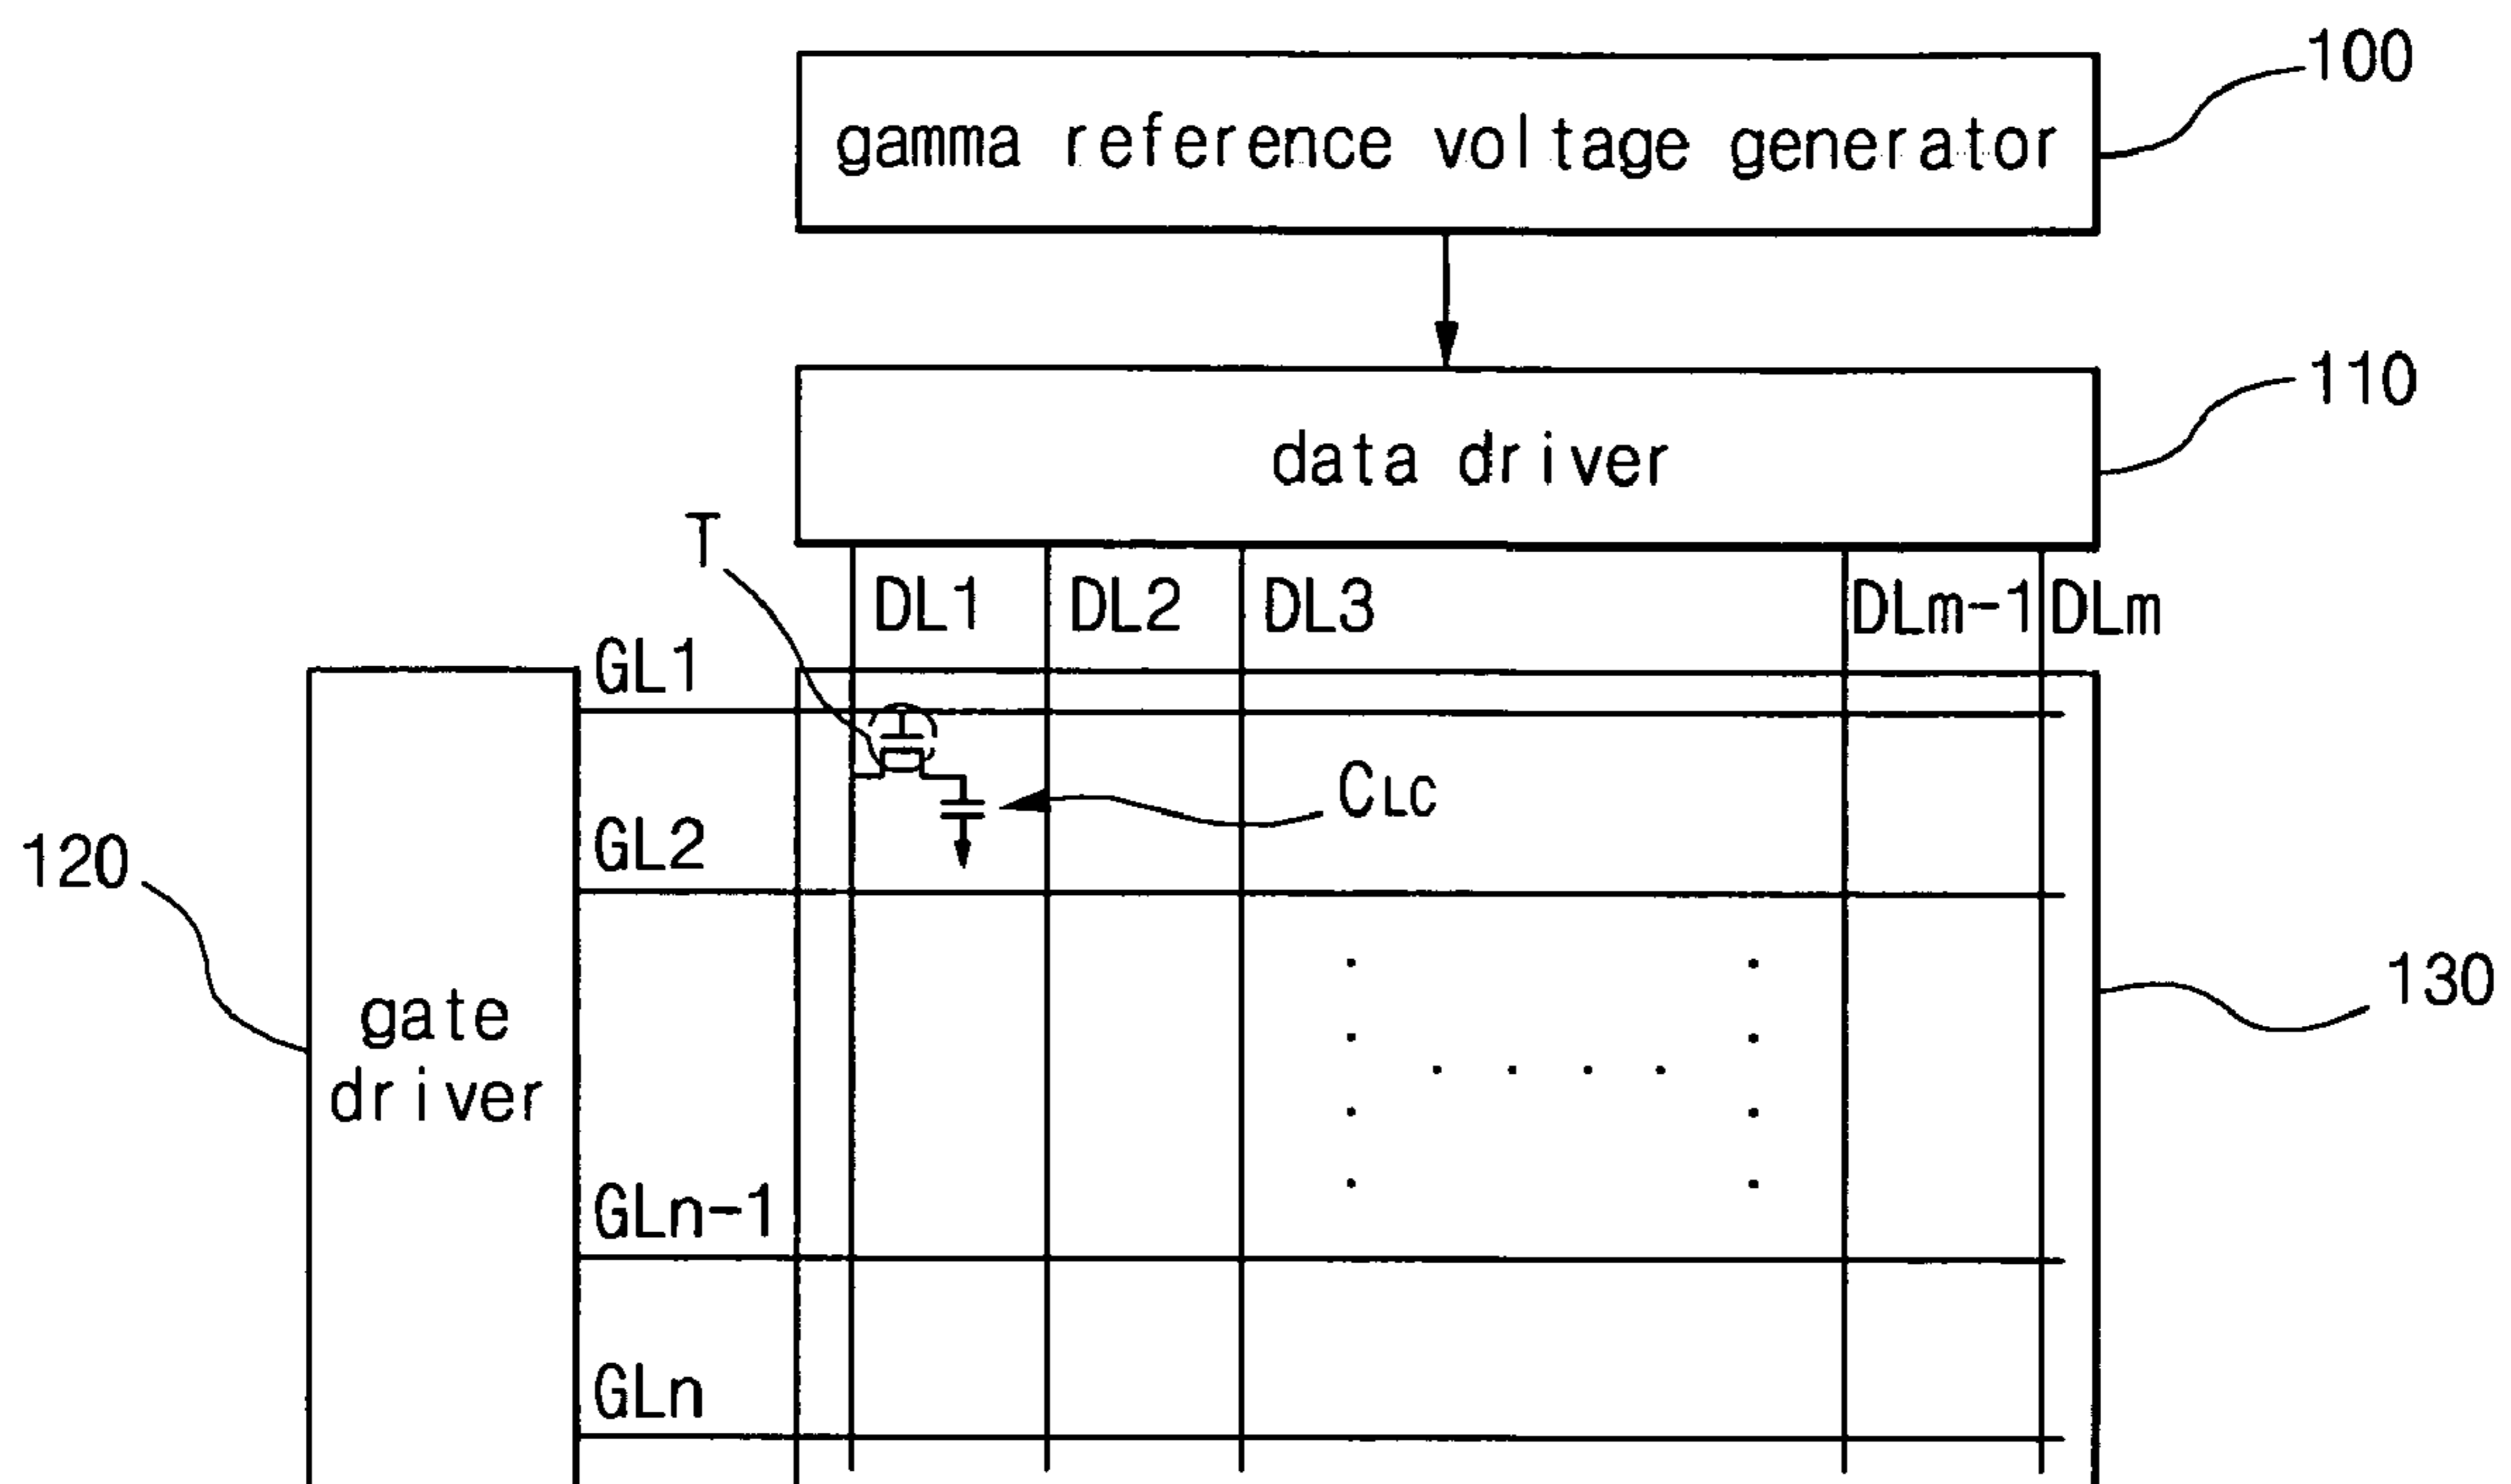 100
gamma reference voltage generator
110
data driver
T
DL1 DL2 DL3 DLm-1 DLm
GL1
CLC
GL2
120
130
gate
driver
GLn-1
GLn